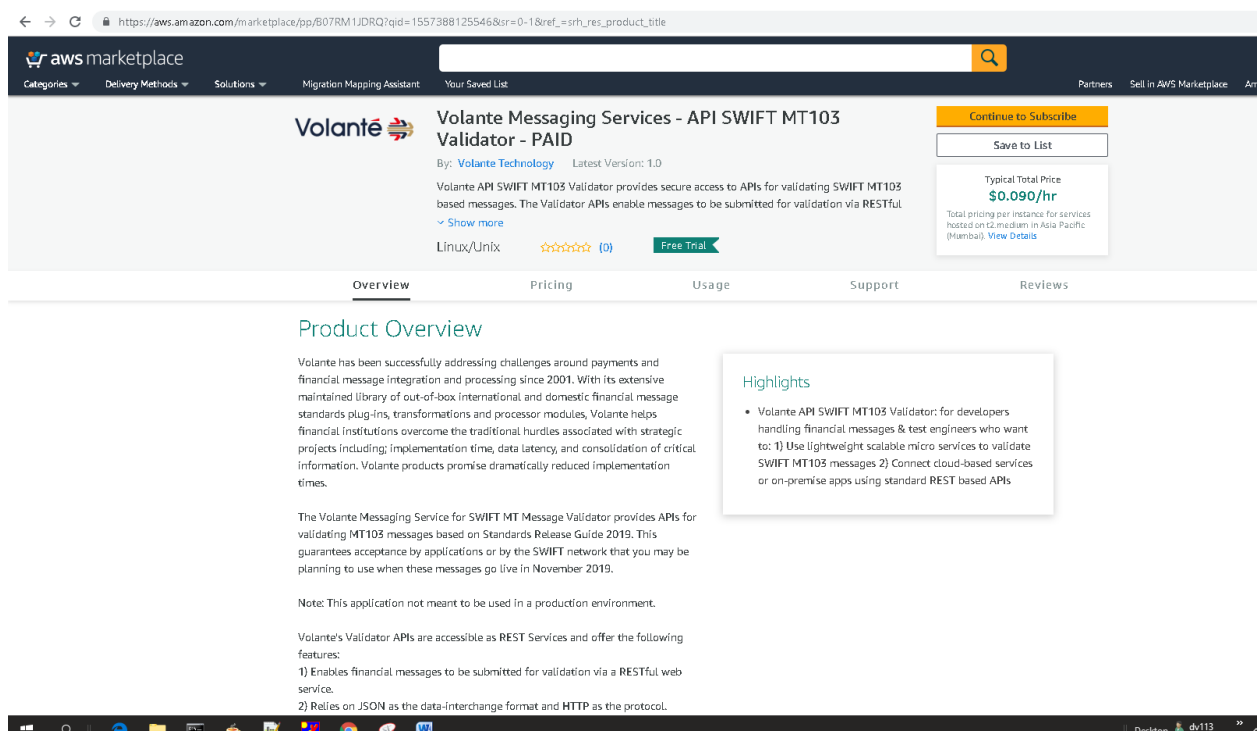 https://aws.amazon.com/marketplace/pp/B07RM1JDRQ?qid=1557388125546&sr=0-1&ref_=srh_res_product_title
aws marketplace
Categories Delivery Methods Solutions Migration Mapping Assistant Your Saved List Partners Sell in AWS Marketplace
Volanté
Volante Messaging Services - API SWIFT MT103
Validator - PAID
By: Volante Technology Latest Version: 1.0
Volante API SWIFT MT103 Validator provides secure access to APIs for validating SWIFT MT103
based messages. The Validator APIs enable messages to be submitted for validation via RESTful
Show more
Linux/Unix (0) Free Trial
Continue to Subscribe
Save to List
Typical Total Price
$0.090/hr
Total pricing per instance for services
hosted on t2.medium in Asia Pacific
(Mumbai). View Details
Overview Pricing Usage Support Reviews
Product Overview
Volante has been successfully addressing challenges around payments and
financial message integration and processing since 2001. With its extensive
maintained library of out-of-box international and domestic financial message
standards plug-ins, transformations and processor modules, Volante helps
financial institutions overcome the traditional hurdles associated with strategic
projects including; implementation time, data latency, and consolidation of critical
information. Volante products promise dramatically reduced implementation
times.
The Volante Messaging Service for SWIFT MT Message Validator provides APIs for
validating MT103 messages based on Standards Release Guide 2019. This
guarantees acceptance by applications or by the SWIFT network that you may be
planning to use when these messages go live in November 2019.
Note: This application not meant to be used in a production environment.
Volante's Validator APIs are accessible as REST Services and offer the following
features:
1) Enables financial messages to be submitted for validation via a RESTful web
service.
2) Relies on JSON as the data-interchange format and HTTP as the protocol.
Highlights
• Volante API SWIFT MT103 Validator: for developers
handling financial messages & test engineers who want
to: 1) Use lightweight scalable micro services to validate
SWIFT MT103 messages 2) Connect cloud-based services
or on-premise apps using standard REST based APIs
Desktop dv113